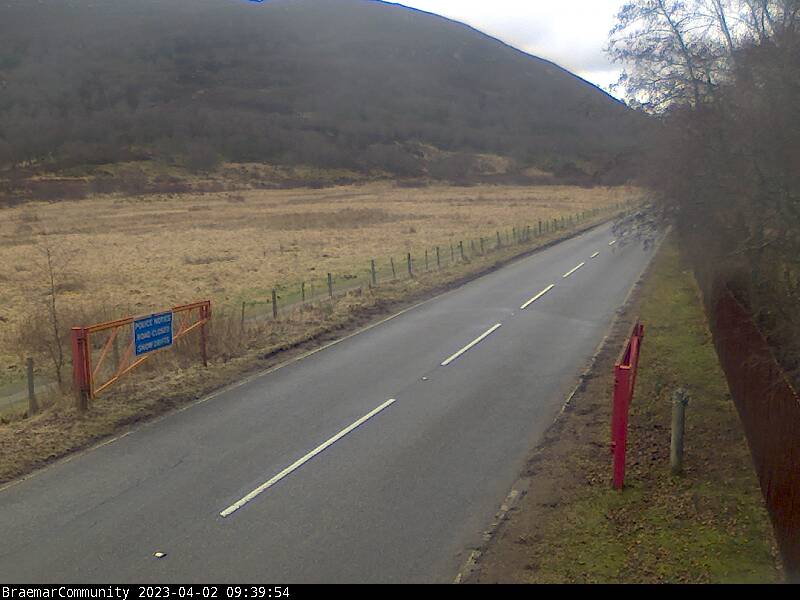 POLICE NOTICE
ROAD CLOSED
SNOW DRIFTS
BraemarCommunity 2023-04-02 09:39:54